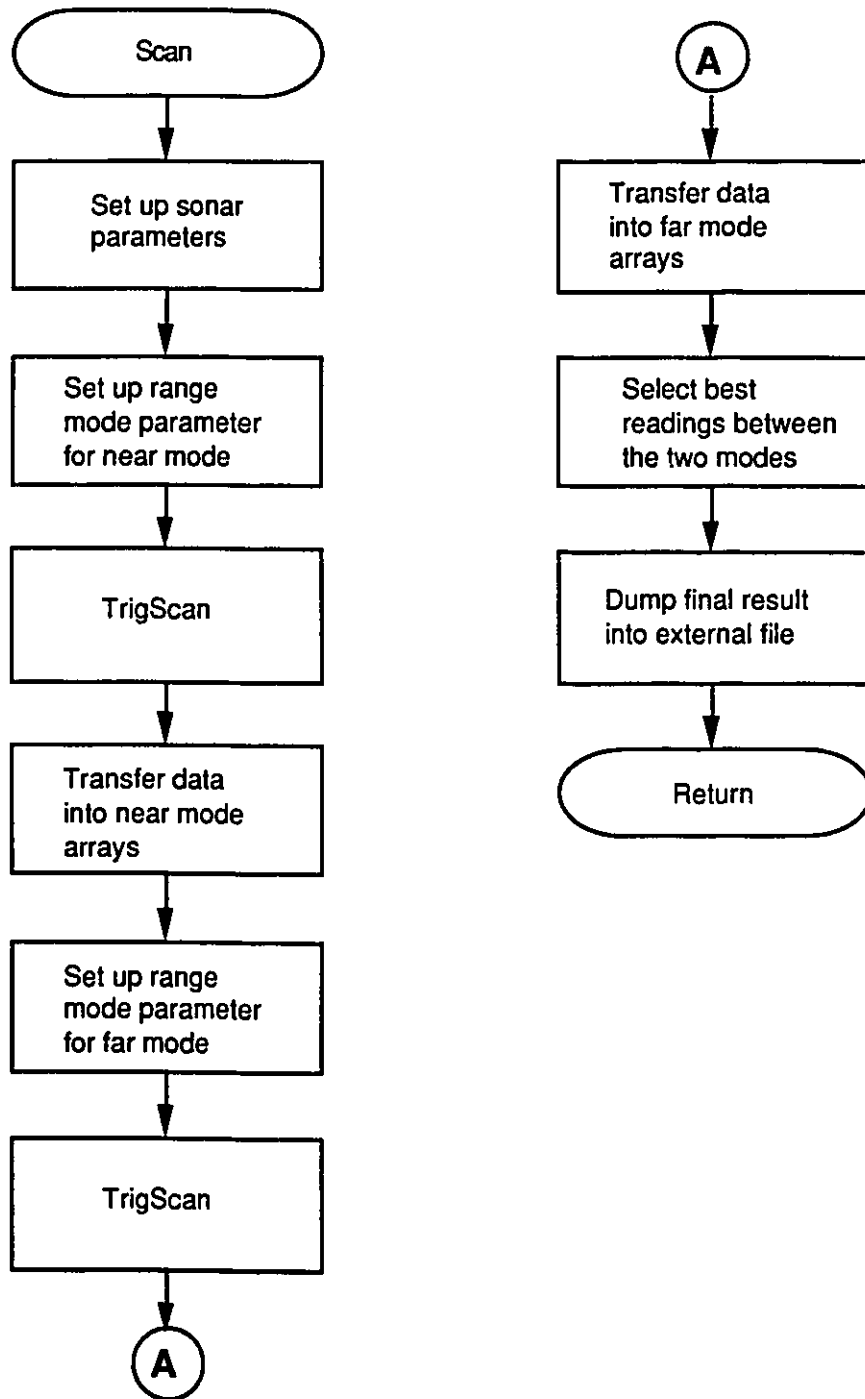 Scan
Set up sonar
parameters
Set up range
mode parameter
for near mode
TrigScan
Transfer data
into near mode
arrays
Set up range
mode parameter
for far mode
TrigScan
A
A
Transfer data
into far mode
arrays
Select best
readings between
the two modes
Dump final result
into external file
Return